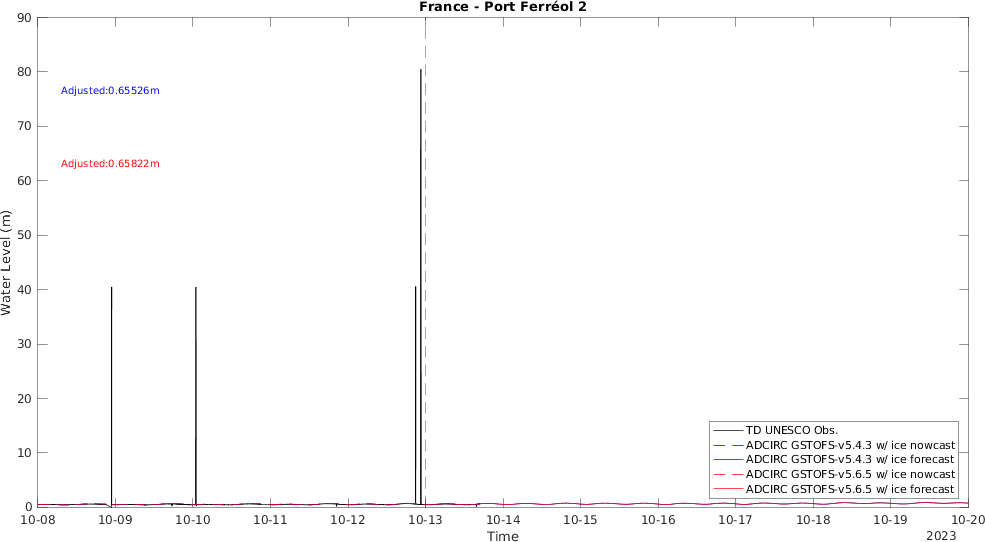 France - Port Ferréol 2
90
80
70
60
50
40
30
20
10
0
Water Level (m)
Adjusted:0.65526m
Adjusted:0.65822m
TD UNESCO Obs.
ADCIRC GSTOFS-v5.4.3 w/ ice nowcast
ADCIRC GSTOFS-v5.4.3 w/ ice forecast
ADCIRC GSTOFS-v5.6.5 w/ ice nowcast
ADCIRC GSTOFS-v5.6.5 w/ ice forecast
10-08 10-09 10-10 10-11 10-12 10-13 10-14 10-15 10-16 10-17 10-18 10-19 10-20
Time
2023